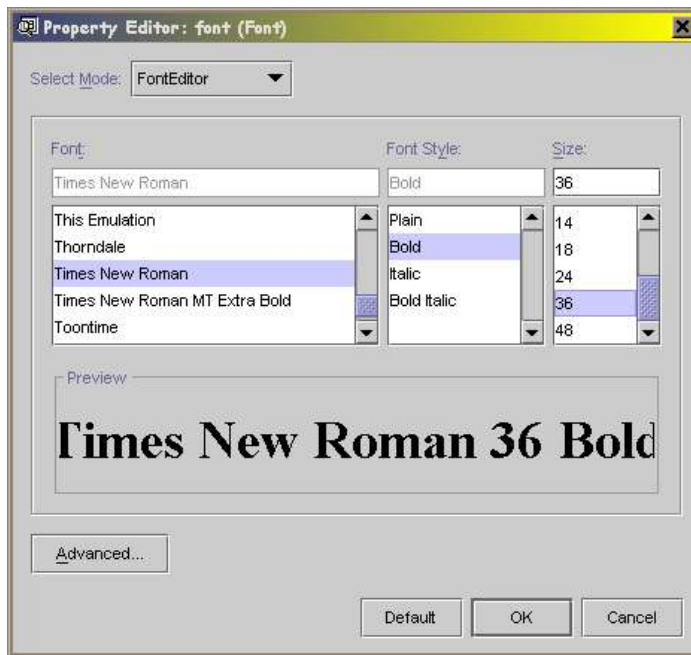 Property Editor: font (Font)
Select Mode: FontEditor
Font: Font Style: Size:
Times New Roman Bold 36
This Emulation Plain 14
Thorndale Bold 18
Times New Roman Italic 24
Times New Roman MT Extra Bold Bold Italic 36
Toontime 48
Preview
Times New Roman 36 Bold
Advanced...
Default OK Cancel